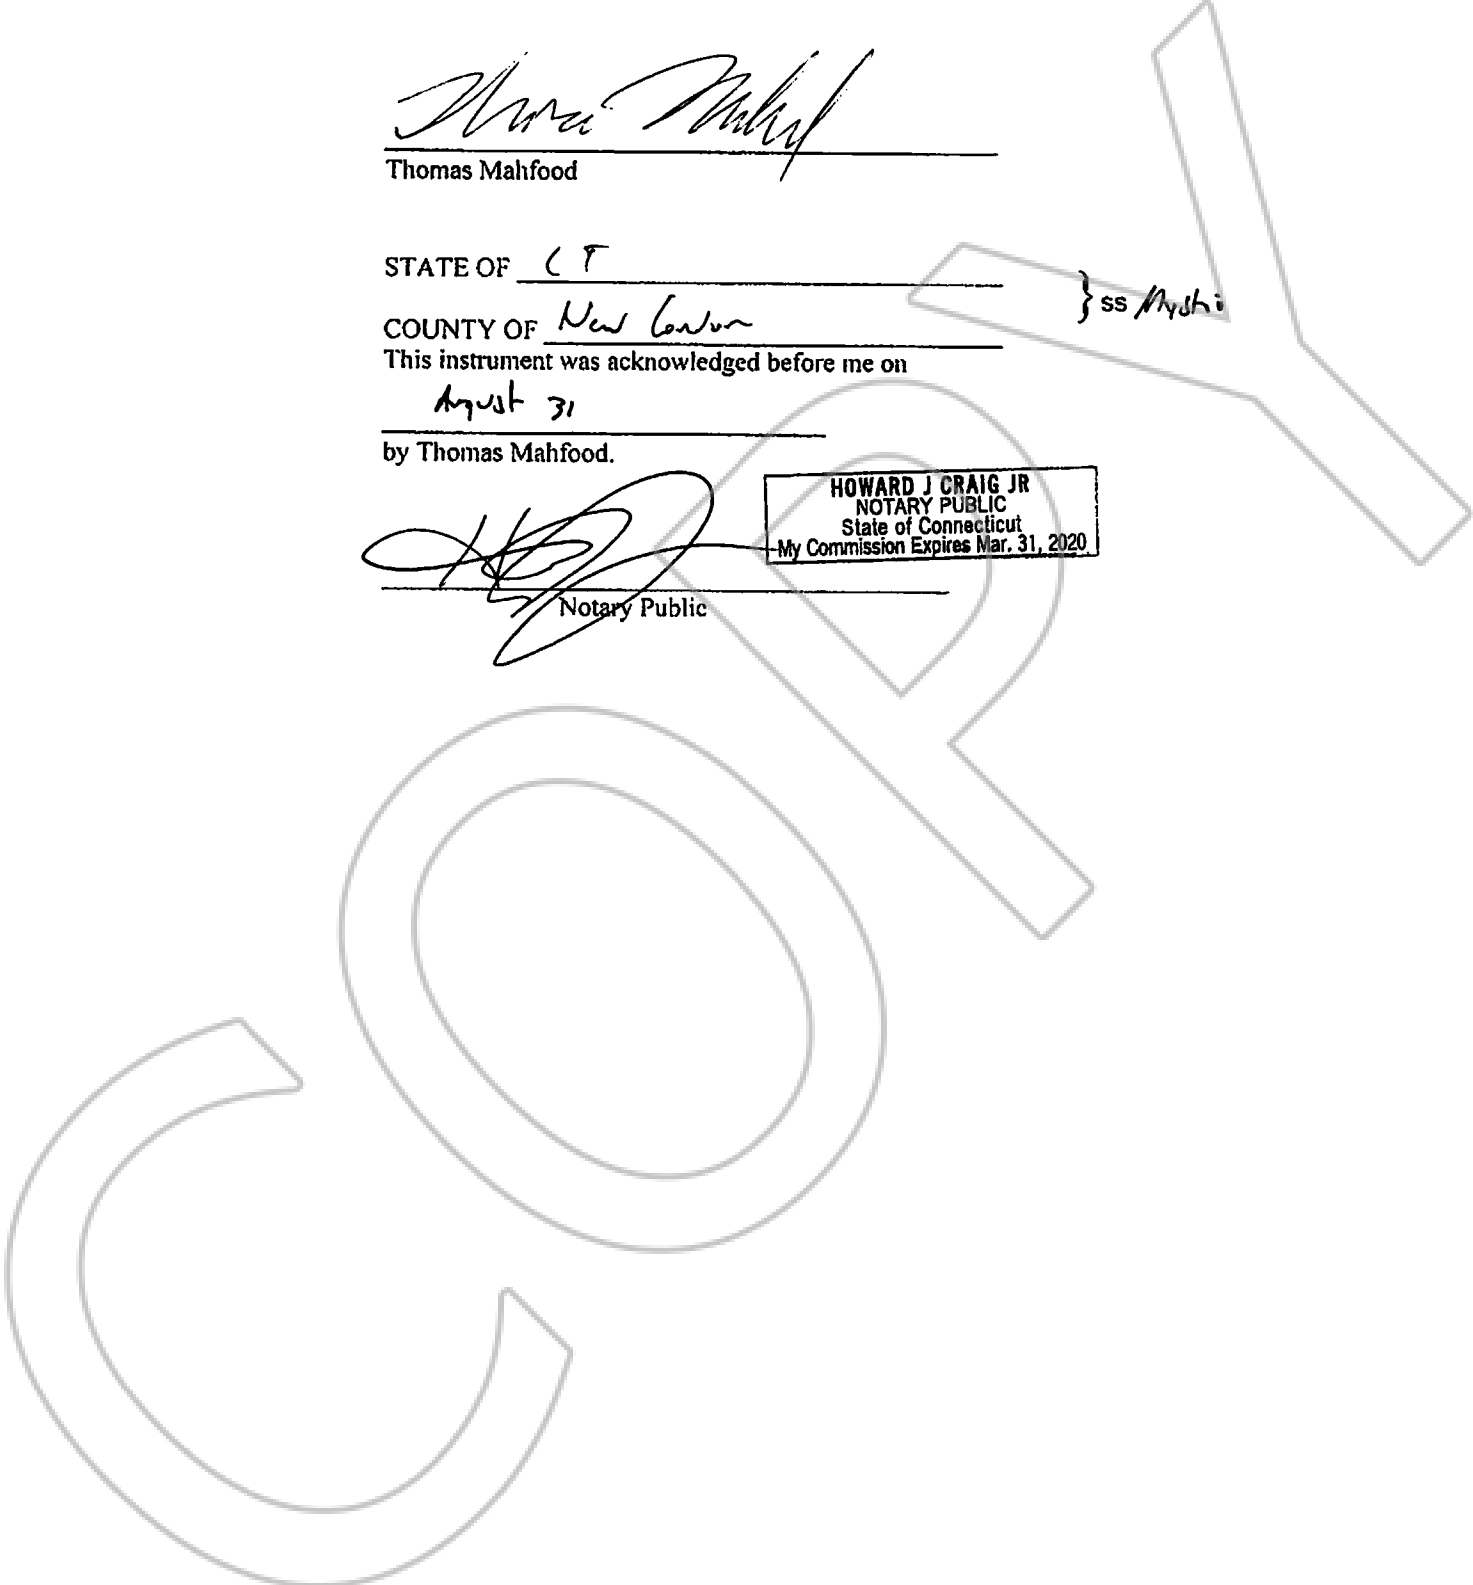 Thomas Mahfood
STATE OF CT
COUNTY OF New London
} ss Mystic
This instrument was acknowledged before me on
August 31
by Thomas Mahfood.
HOWARD J CRAIG JR
NOTARY PUBLIC
State of Connecticut
My Commission Expires Mar. 31, 2020
Notary Public
COPY